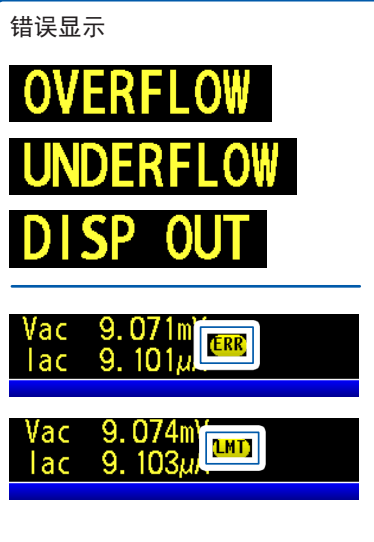 错误显示
OVERFLOW
UNDERFLOW
DISP OUT
Vac 9.071mV
ERR
Iac 9.101μA
Vac 9.074mV
LMT
Iac 9.103μA